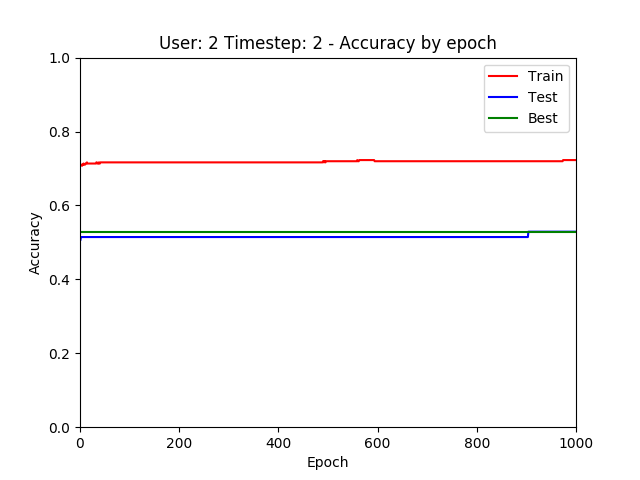 User: 2 Timestep: 2 - Accuracy by epoch
1.0
0.8
0.6
0.4
0.2
0.0
Accuracy
Train
Test
Best
0 200 400 600 800 1000
Epoch